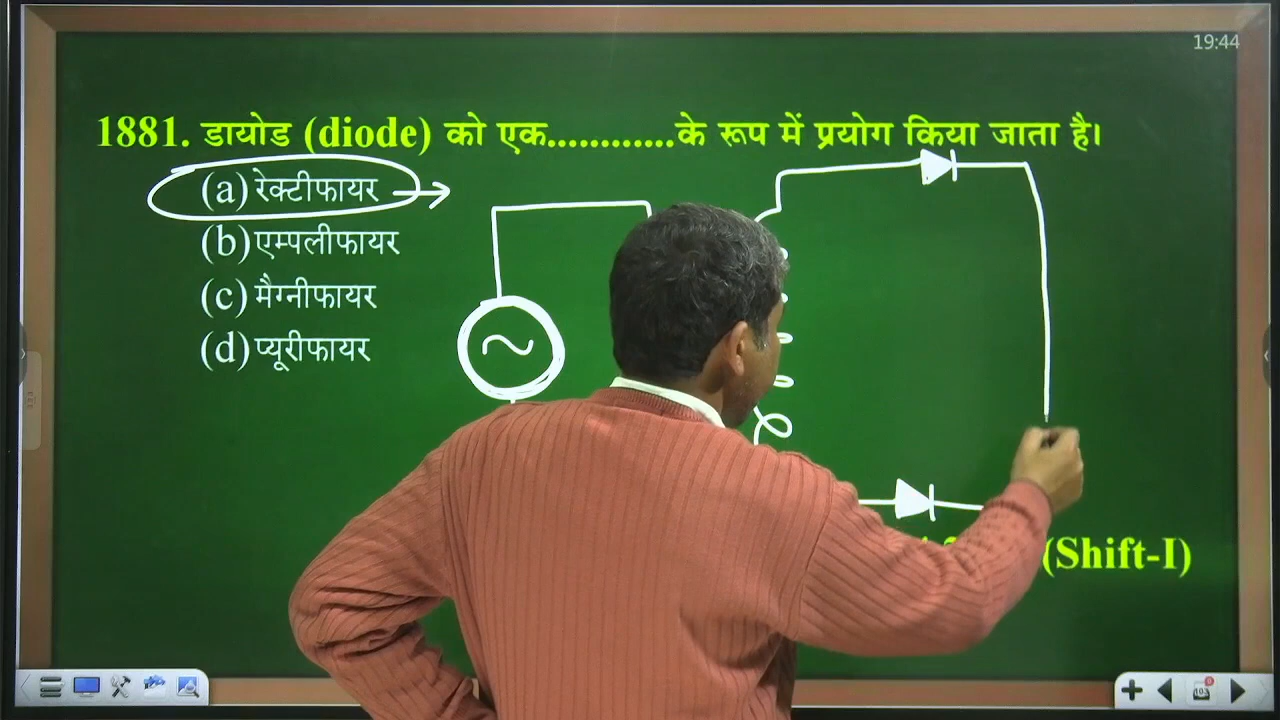 19:44
1881. डायोड (diode) को एक............के रूप में प्रयोग किया जाता है।
(a) रेक्टीफायर
(b) एम्पलीफायर
(c) मैग्नीफायर
(d) प्यूरीफायर
(Shift-I)